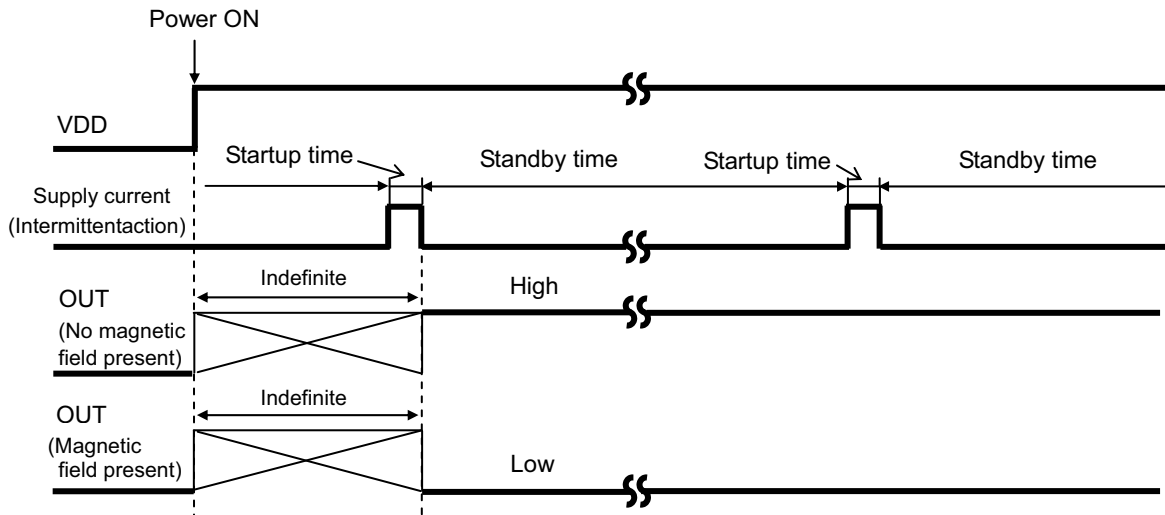 Power ON
VDD
Startup time
Standby time
Startup time
Standby time
Supply current
(Intermittentaction)
Indefinite
OUT
High
(No magnetic
field present)
Indefinite
OUT
(Magnetic
field present)
Low